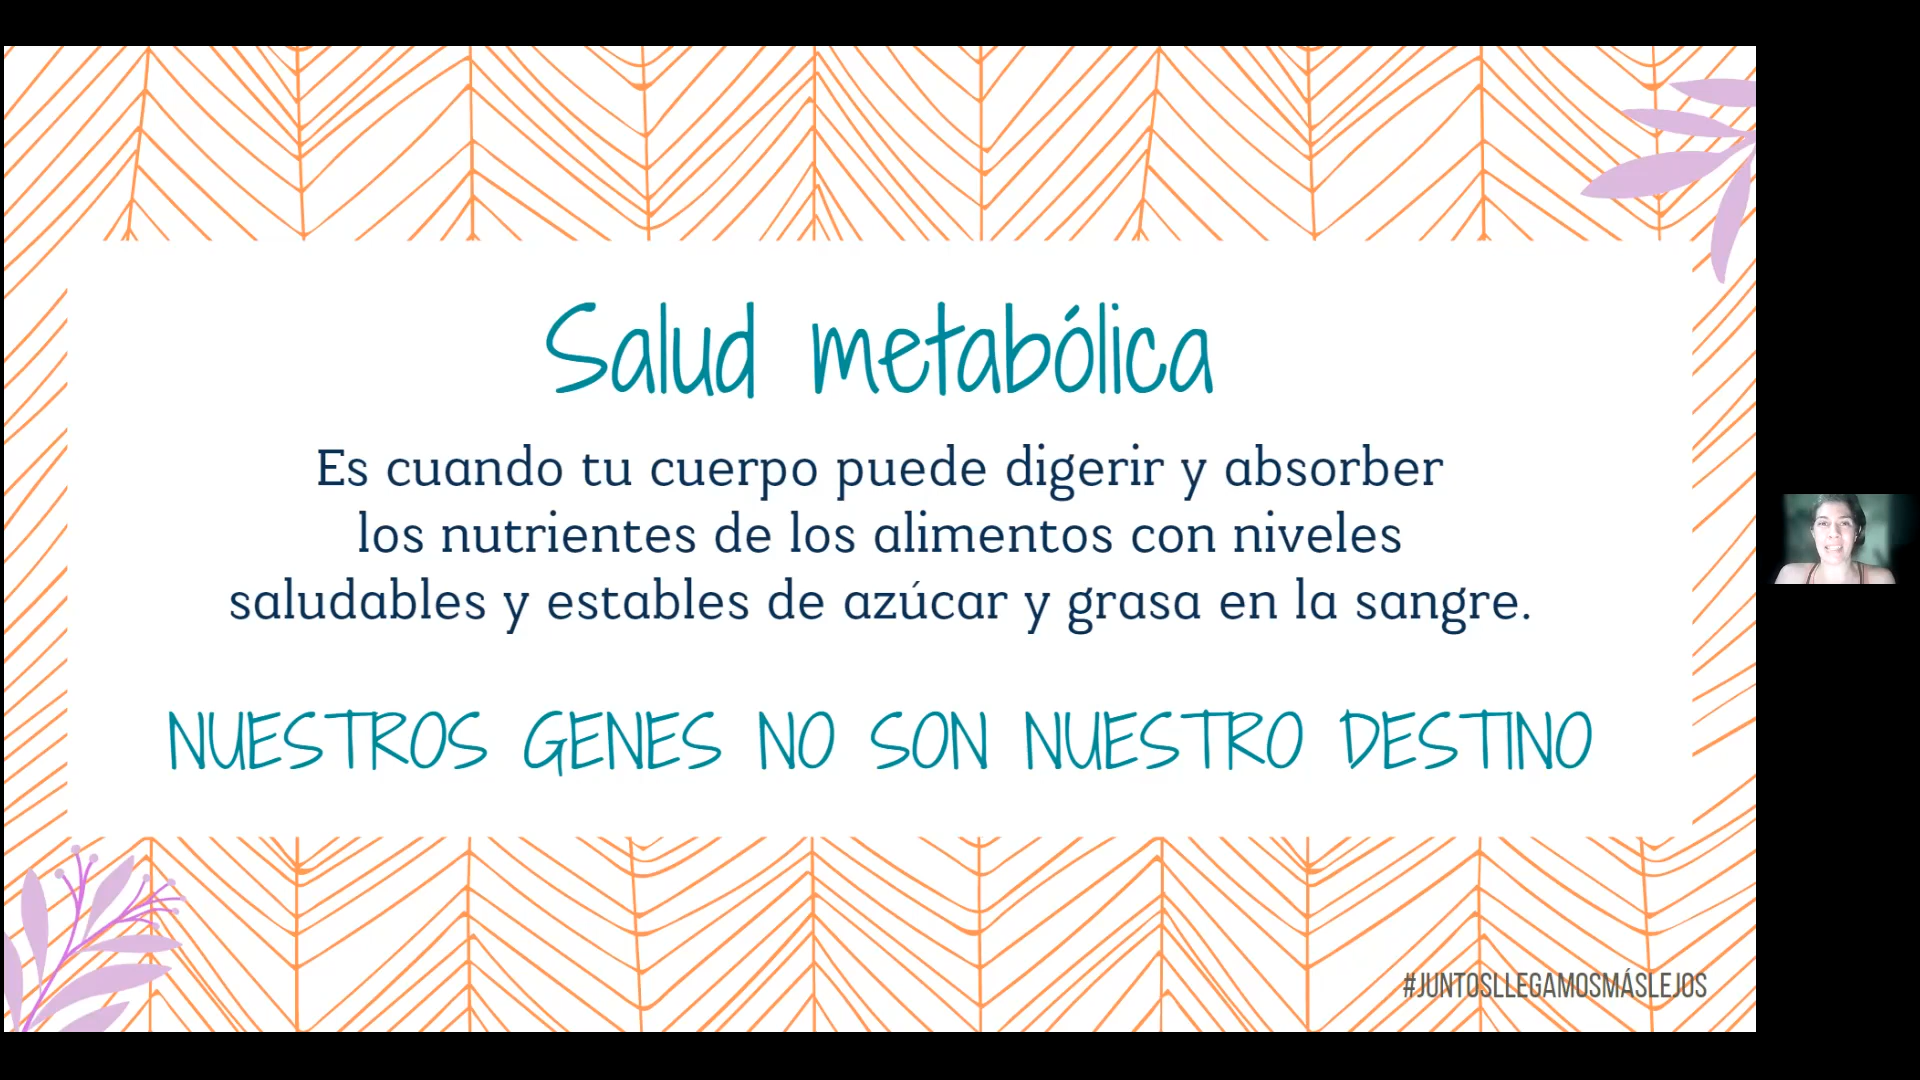 Salud metabólica
Es cuando tu cuerpo puede digerir y absorber
los nutrientes de los alimentos con niveles
saludables y estables de azúcar y grasa en la sangre.
NUESTROS GENES NO SON NUESTRO DESTINO
#JUNTOSLLEGAMOSMÁSLEJOS